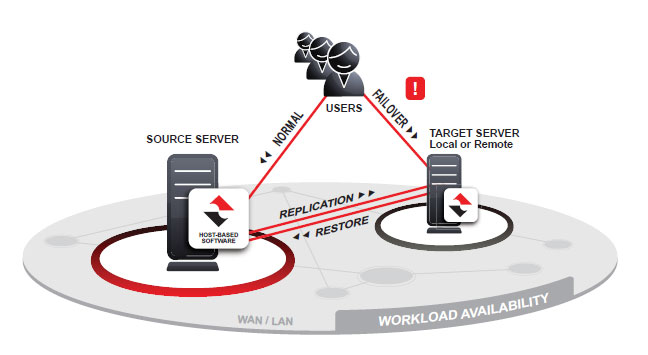 USERS
NORMAL
FAILOVER
!
SOURCE SERVER
TARGET SERVER
Local or Remote
HOST-BASED
SOFTWARE
REPLICATION
RESTORE
WAN / LAN
WORKLOAD AVAILABILITY